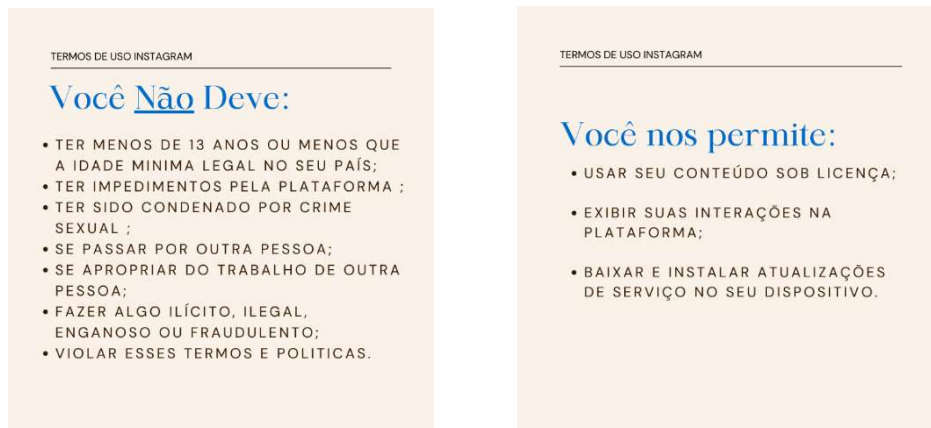 TERMOS DE USO INSTAGRAM
Você Não Deve:
• TER MENOS DE 13 ANOS OU MENOS QUE
A IDADE MINIMA LEGAL NO SEU PAÍS;
• TER IMPEDIMENTOS PELA PLATAFORMA ;
• TER SIDO CONDENADO POR CRIME
SEXUAL ;
• SE PASSAR POR OUTRA PESSOA;
• SE APROPRIAR DO TRABALHO DE OUTRA
PESSOA;
• FAZER ALGO ILÍCITO, ILEGAL,
ENGANOSO OU FRAUDULENTO;
• VIOLAR ESSES TERMOS E POLITICAS.
TERMOS DE USO INSTAGRAM
Você nos permite:
• USAR SEU CONTEÚDO SOB LICENÇA;
• EXIBIR SUAS INTERAÇÕES NA
PLATAFORMA;
• BAIXAR E INSTALAR ATUALIZAÇÕES
DE SERVIÇO NO SEU DISPOSITIVO.